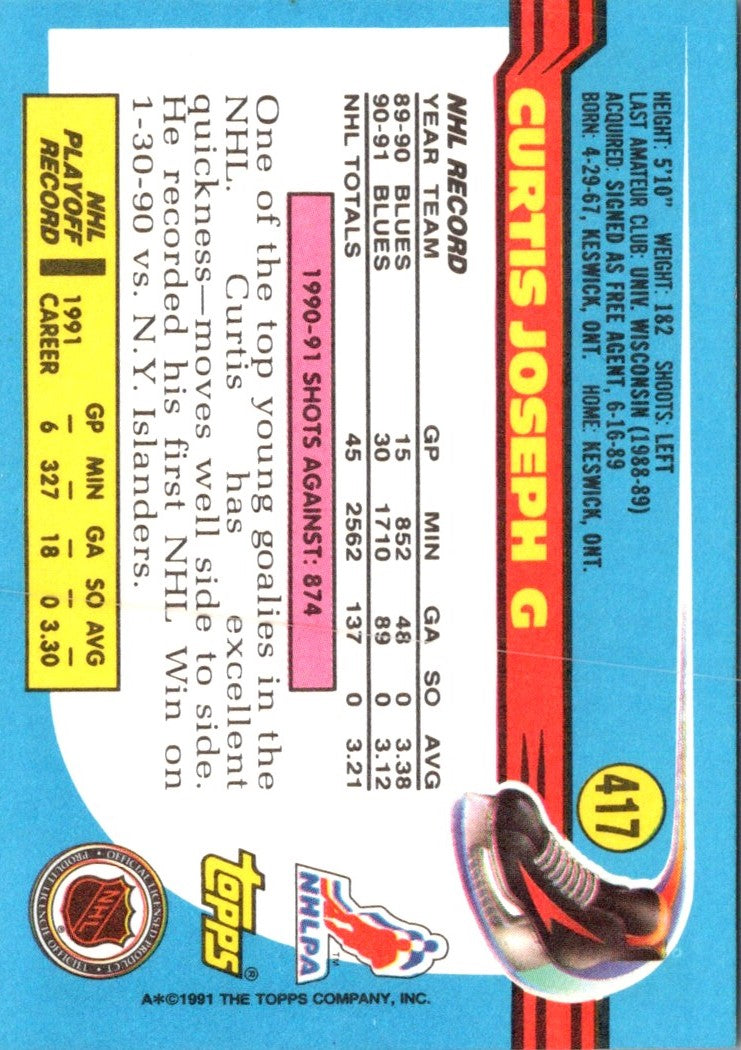 417
HEIGHT: 5'10" WEIGHT: 182 SHOOTS: LEFT
LAST AMATEUR CLUB: UNIV. WISCONSIN (1988-89)
ACQUIRED: SIGNED AS FREE AGENT, 6-16-89
BORN: 4-29-67, KESWICK, ONT. HOME: KESWICK, ONT.
CURTIS JOSEPH G
NHL RECORD
YEAR TEAM GP MIN GA SO AVG
89-90 BLUES 15 852 48 0 3.38
90-91 BLUES 30 1710 89 0 3.12
NHL TOTALS 45 2562 137 0 3.21
1990-91 SHOTS AGAINST: 874
One of the top young goalies in the
NHL. Curtis has excellent
quickness—moves well side to side.
He recorded his first NHL Win on
1-30-90 vs. N.Y. Islanders.
NHL
PLAYOFF
RECORD
GP MIN GA SO AVG
1991 — — — — —
CAREER 6 327 18 0 3.30
NHLPA
TM
topps®
NHL
®
OFFICIAL LICENSED PRODUCT •
A*©1991 THE TOPPS COMPANY, INC.